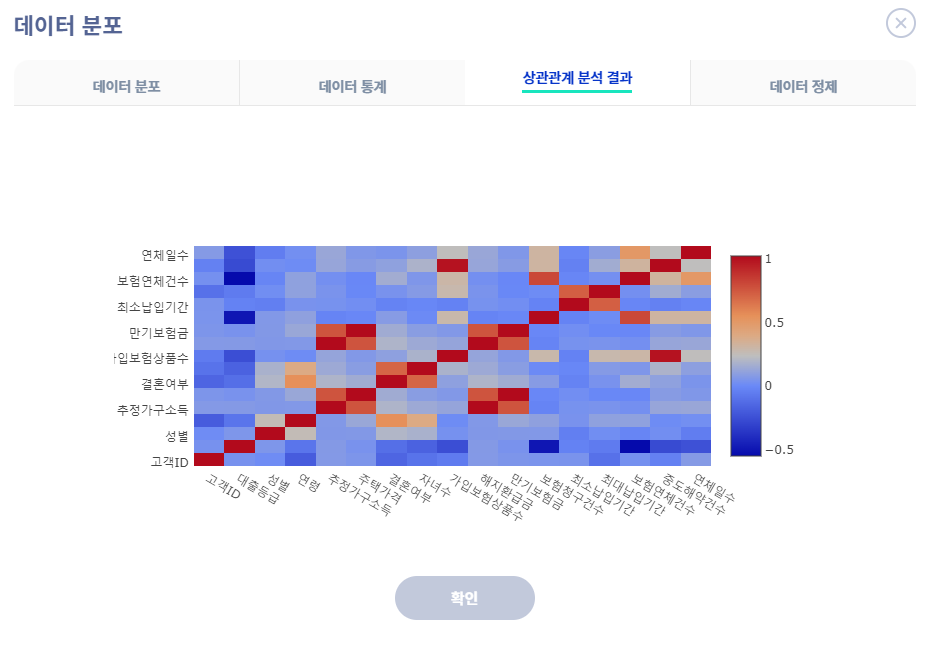 데이터 분포
데이터 분포
데이터 통계
상관관계 분석 결과
데이터 정제
연체일수
보험연체건수
최소납입기간
만기보험금
가입보험상품수
결혼여부
추정가구소득
성별
고객ID
고객ID
대출등급
성별
연령
추정가구소득
주택가격
결혼여부
자녀수
가입보험상품수
해지환급금
만기보험금
보험청구건수
최소납입기간
최대납입기간
보험연체건수
중도해약건수
연체일수
1
0.5
0
−0.5
확인